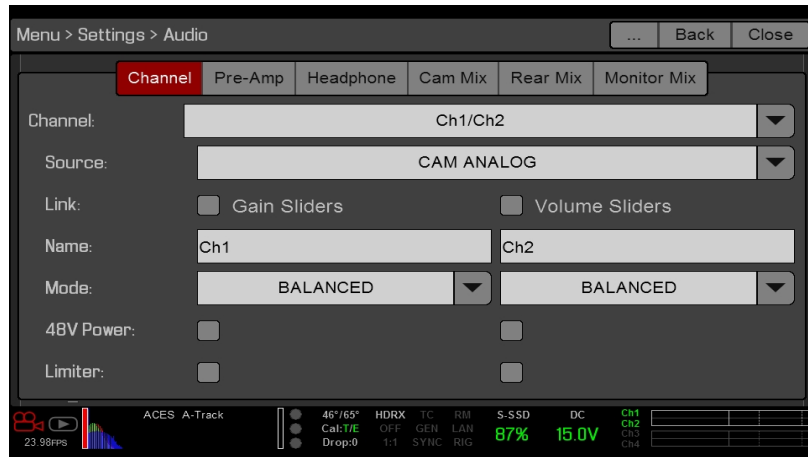 Menu > Settings > Audio ... Back Close
Channel Pre-Amp Headphone Cam Mix Rear Mix Monitor Mix
Channel: Ch1/Ch2
Source: CAM ANALOG
Link: Gain Sliders Volume Sliders
Name: Ch1 Ch2
Mode: BALANCED BALANCED
48V Power:
Limiter:
ACES A-Track 46°/65° HDRX TC RM S-SSD DC Ch1
Cal:T/E OFF GEN LAN 87% 15.0V Ch2
23.98FPS Drop:0 1:1 SYNC RIG Ch3
Ch4